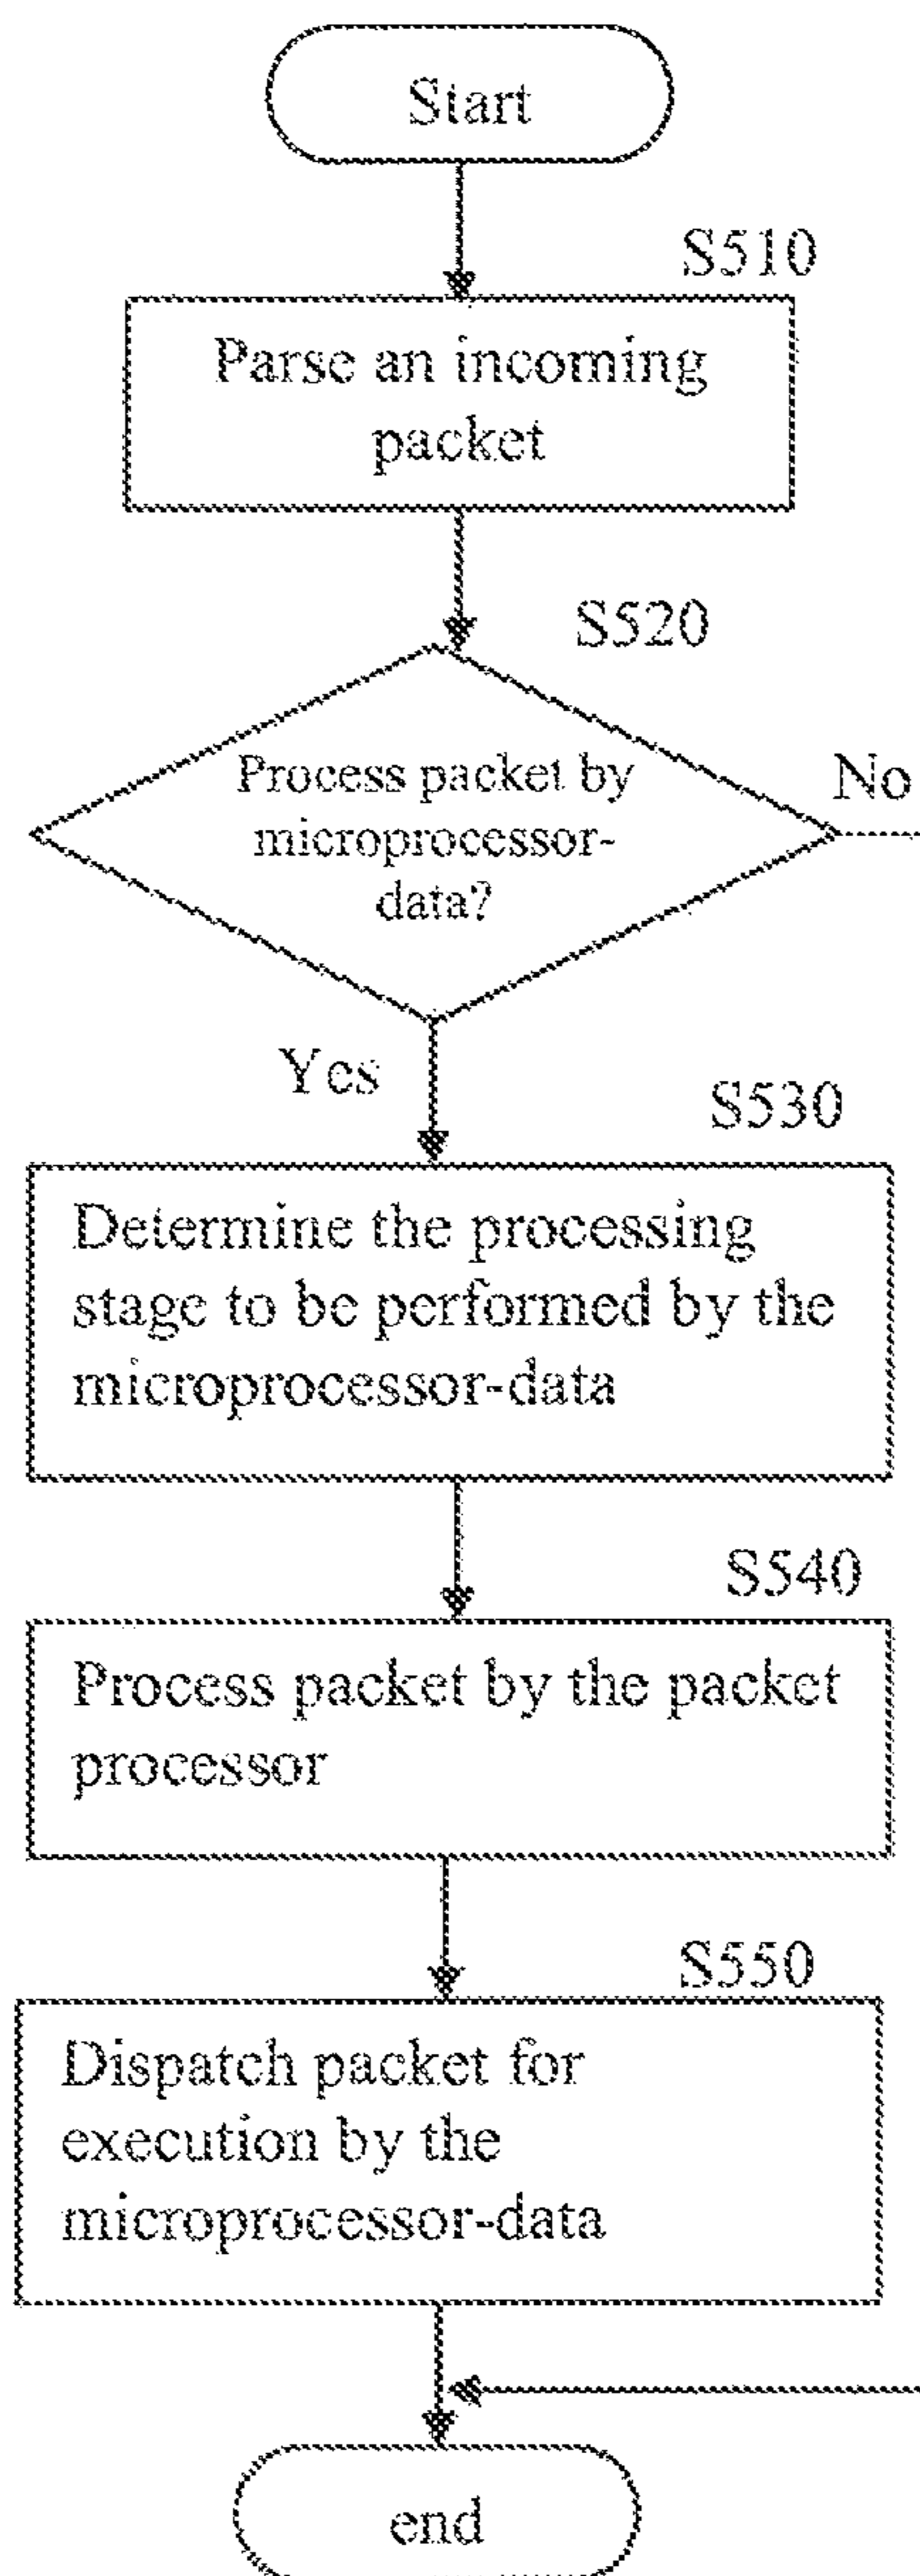 Start
S510
Parse an incoming
packet
S520
Process packet by
microprocessor-
data?
No
Yes
S530
Determine the processing
stage to be performed by the
microprocessor-data
S540
Process packet by the packet
processor
S550
Dispatch packet for
execution by the
microprocessor-data
end